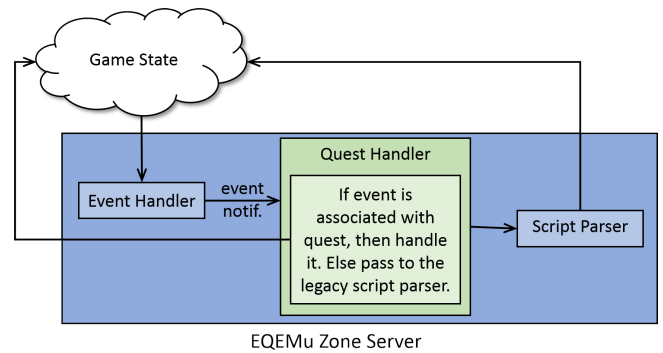 Game State
Quest Handler
Event Handler
event
notif.
If event is
associated with
quest, then handle
it. Else pass to the
legacy script parser.
Script Parser
EQEMu Zone Server